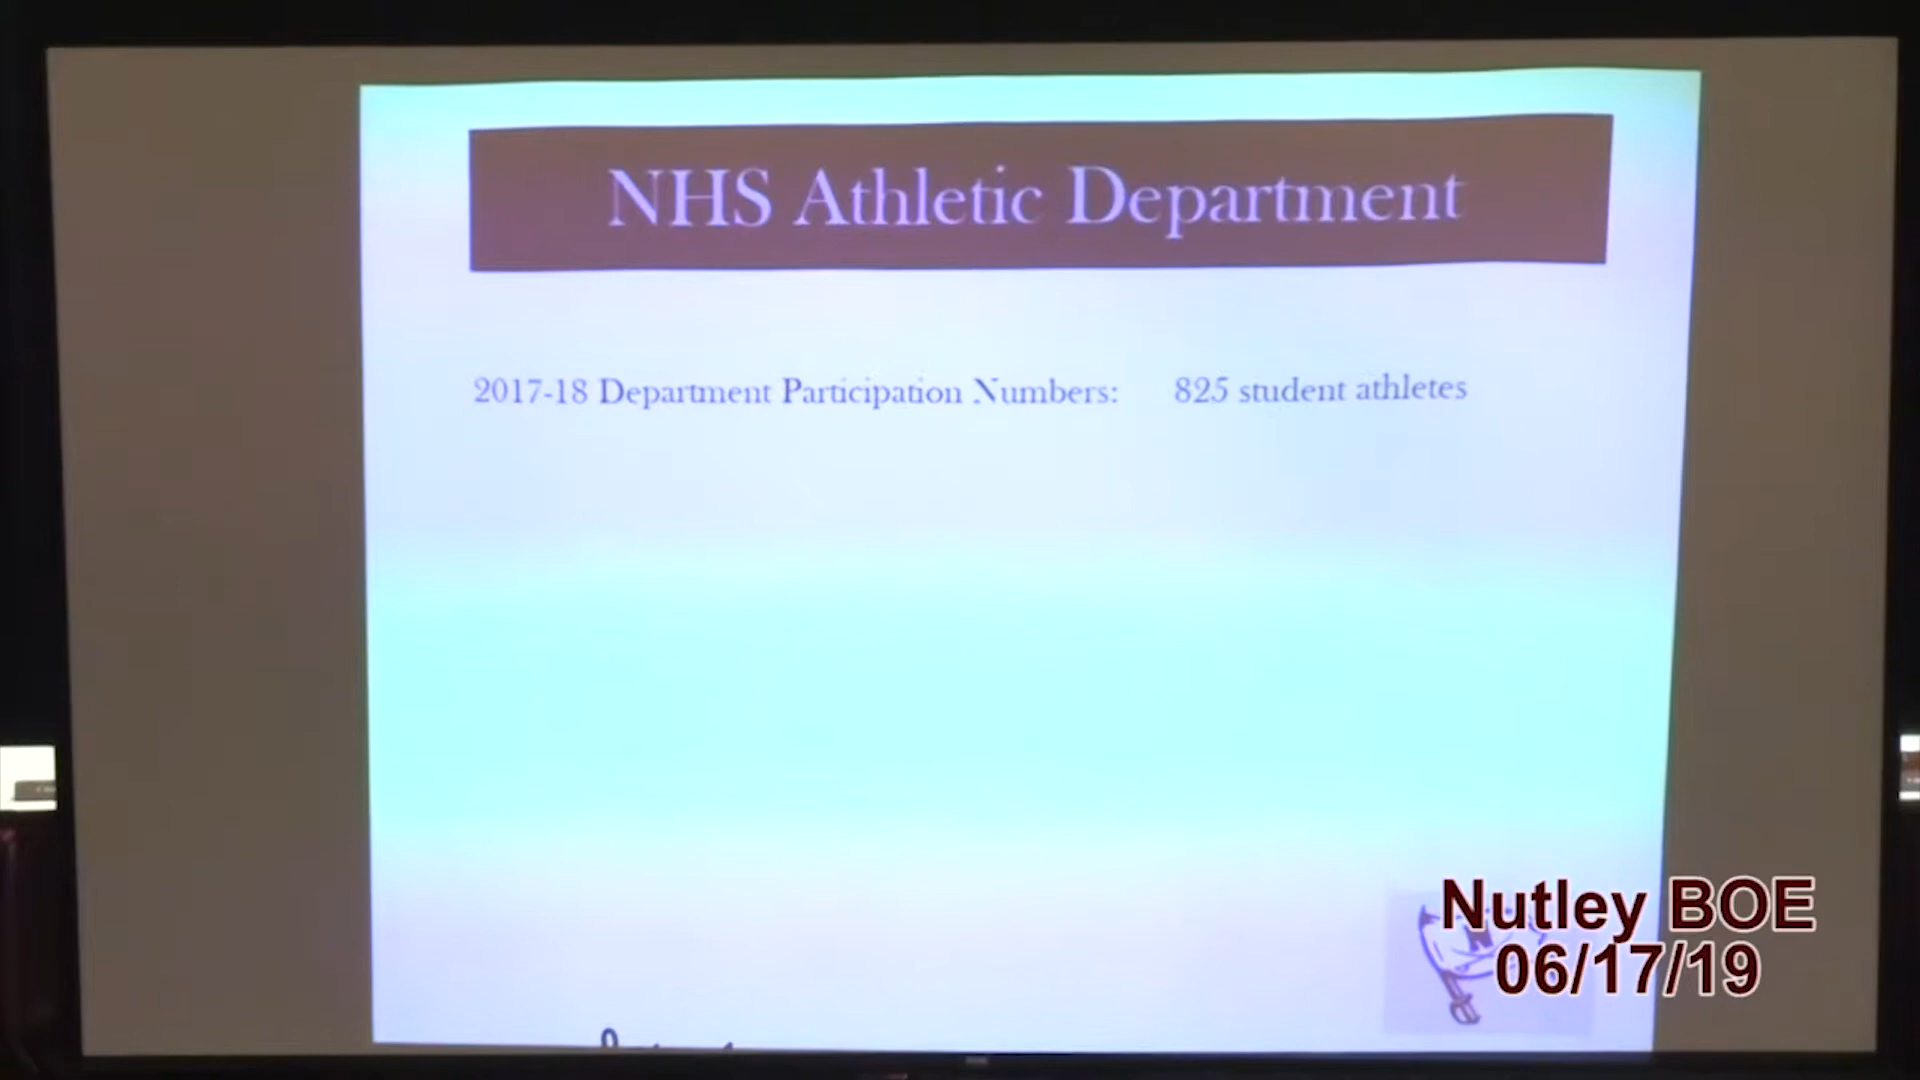 NHS Athletic Department
2017-18 Department Participation Numbers: 825 student athletes
Nutley BOE
06/17/19